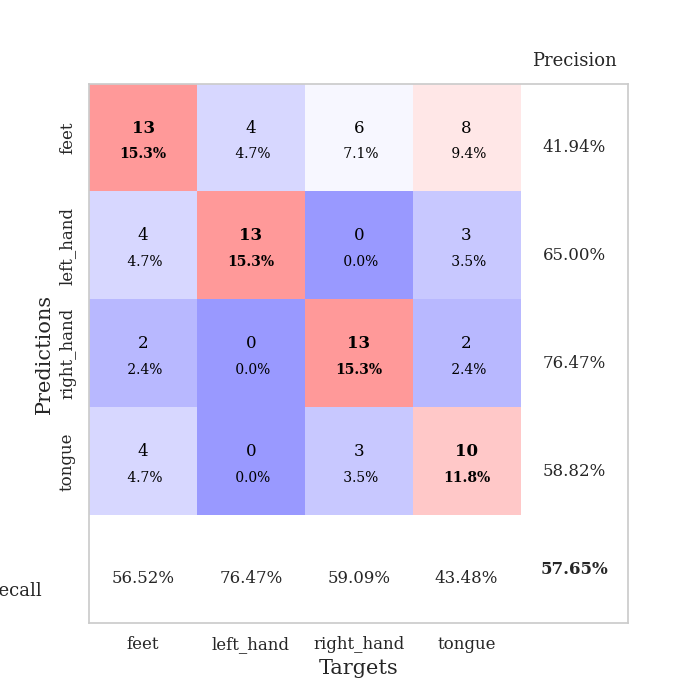 Precision
feet
13 4 6 8
15.3% 4.7% 7.1% 9.4%
41.94%
left_hand
4 13 0 3
4.7% 15.3% 0.0% 3.5%
65.00%
Predictions
right_hand
2 0 13 2
2.4% 0.0% 15.3% 2.4%
76.47%
tongue
4 0 3 10
4.7% 0.0% 3.5% 11.8%
58.82%
ecall
56.52% 76.47% 59.09% 43.48% 57.65%
feet left_hand right_hand tongue
Targets